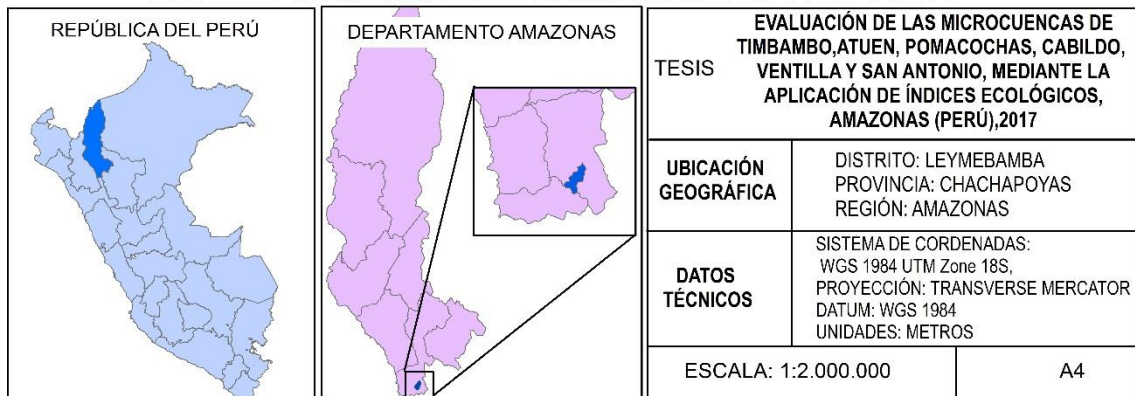 REPÚBLICA DEL PERÚ
DEPARTAMENTO AMAZONAS
TESIS
EVALUACIÓN DE LAS MICROCUENCAS DE
TIMBAMBO,ATUEN, POMACOCHAS, CABILDO,
VENTILLA Y SAN ANTONIO, MEDIANTE LA
APLICACIÓN DE ÍNDICES ECOLÓGICOS,
AMAZONAS (PERÚ),2017
UBICACIÓN
GEOGRÁFICA
DISTRITO: LEYMEBAMBA
PROVINCIA: CHACHAPOYAS
REGIÓN: AMAZONAS
DATOS
TÉCNICOS
SISTEMA DE CORDENADAS:
WGS 1984 UTM Zone 18S,
PROYECCIÓN: TRANSVERSE MERCATOR
DATUM: WGS 1984
UNIDADES: METROS
ESCALA: 1:2.000.000
A4